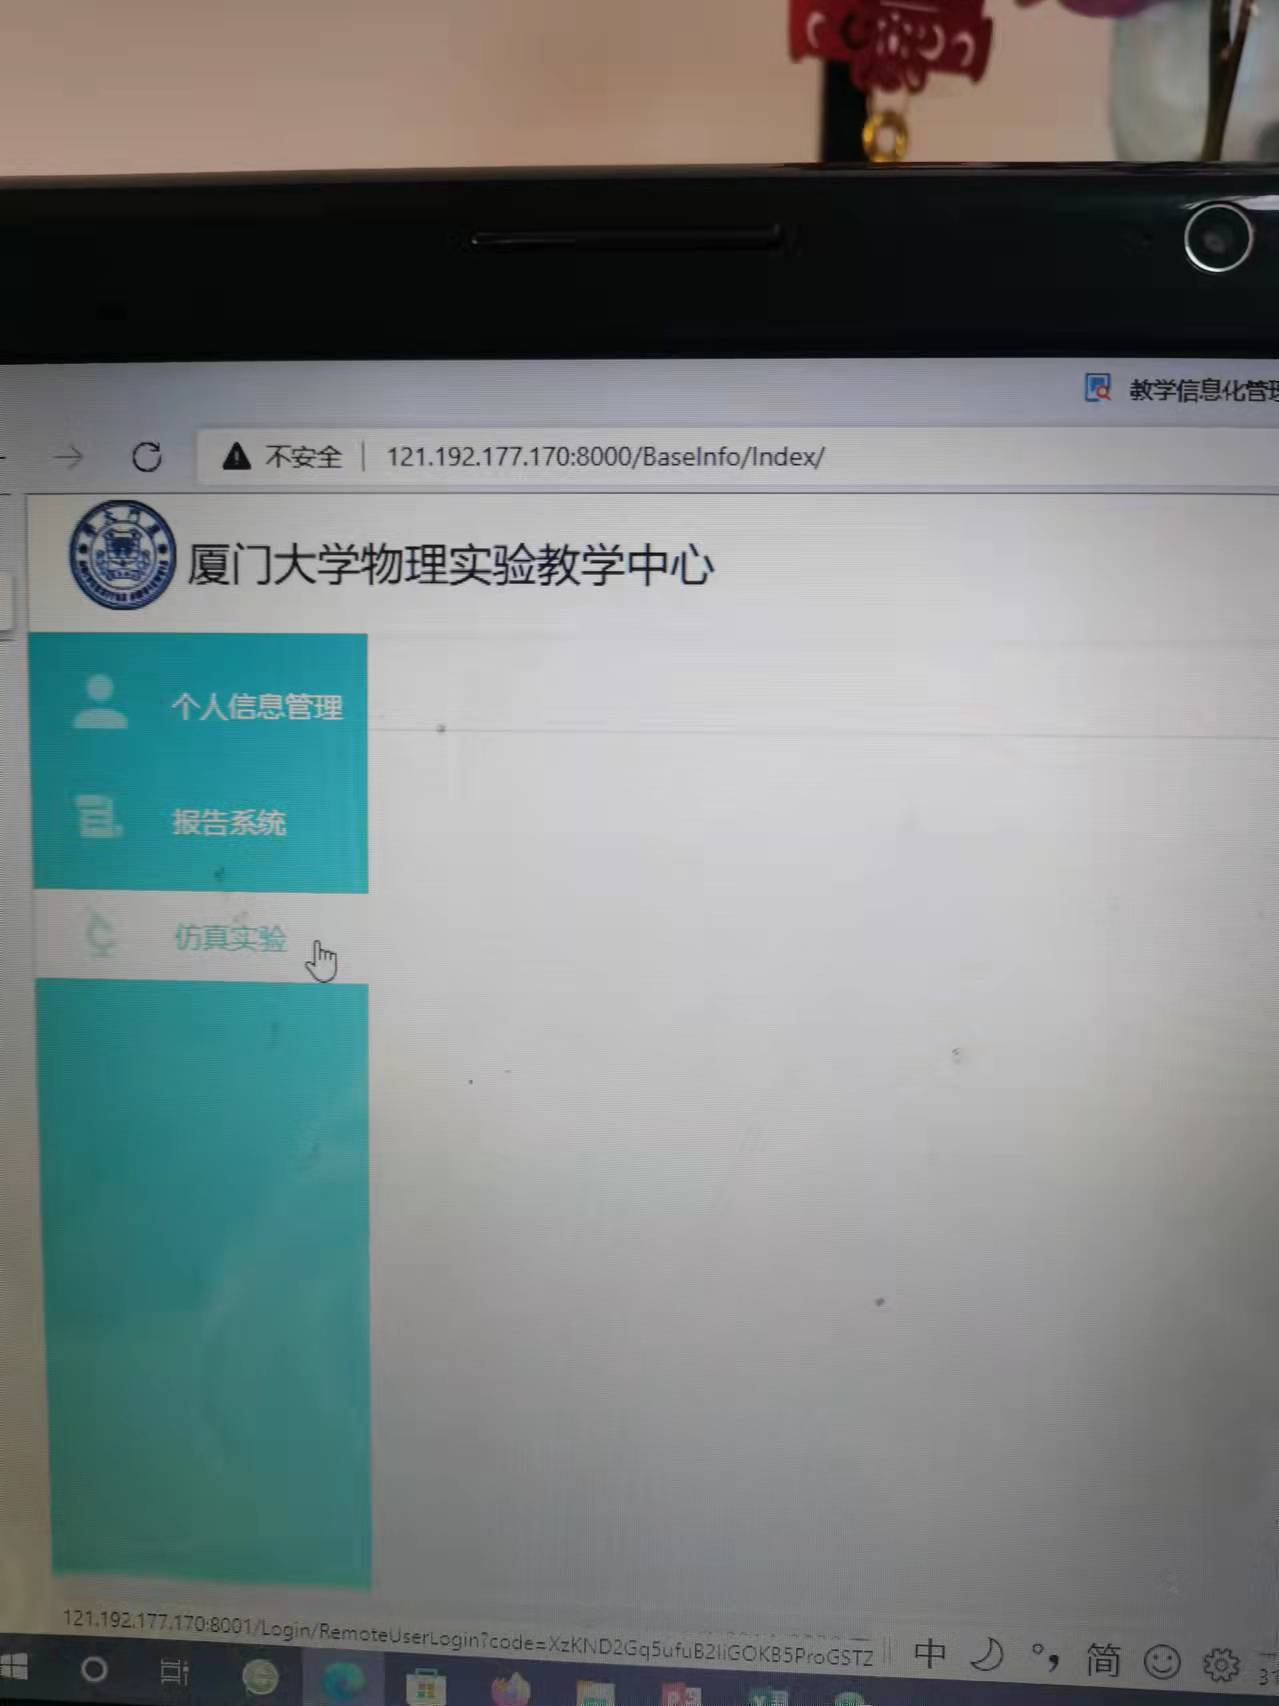 教学信息化管理
不安全 | 121.192.177.170:8000/BaseInfo/Index/
厦门大学物理实验教学中心
个人信息管理
报告系统
仿真实验
121.192.177.170:8001/Login/RemoteUserLogin?code=XzKND2Gq5ufuB2IiGOKB5ProGSTZ
中 简